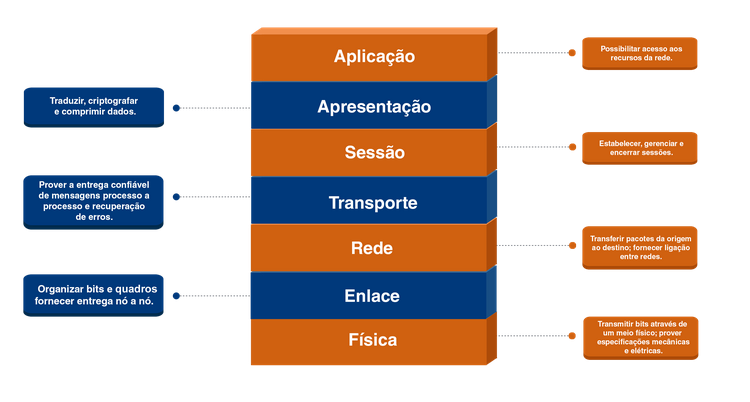 Aplicação
Possibilitar acesso aos
recursos da rede.
Traduzir, criptografar
e comprimir dados.
Apresentação
Sessão
Estabelecer, gerenciar e
encerrar sessões.
Prover a entrega confiável
de mensagens processo a
processo e recuperação
de erros.
Transporte
Rede
Transferir pacotes da origem
ao destino; fornecer ligação
entre redes.
Organizar bits e quadros
fornecer entrega nó a nó.
Enlace
Física
Transmitir bits através de
um meio físico; prover
especificações mecânicas
e elétricas.